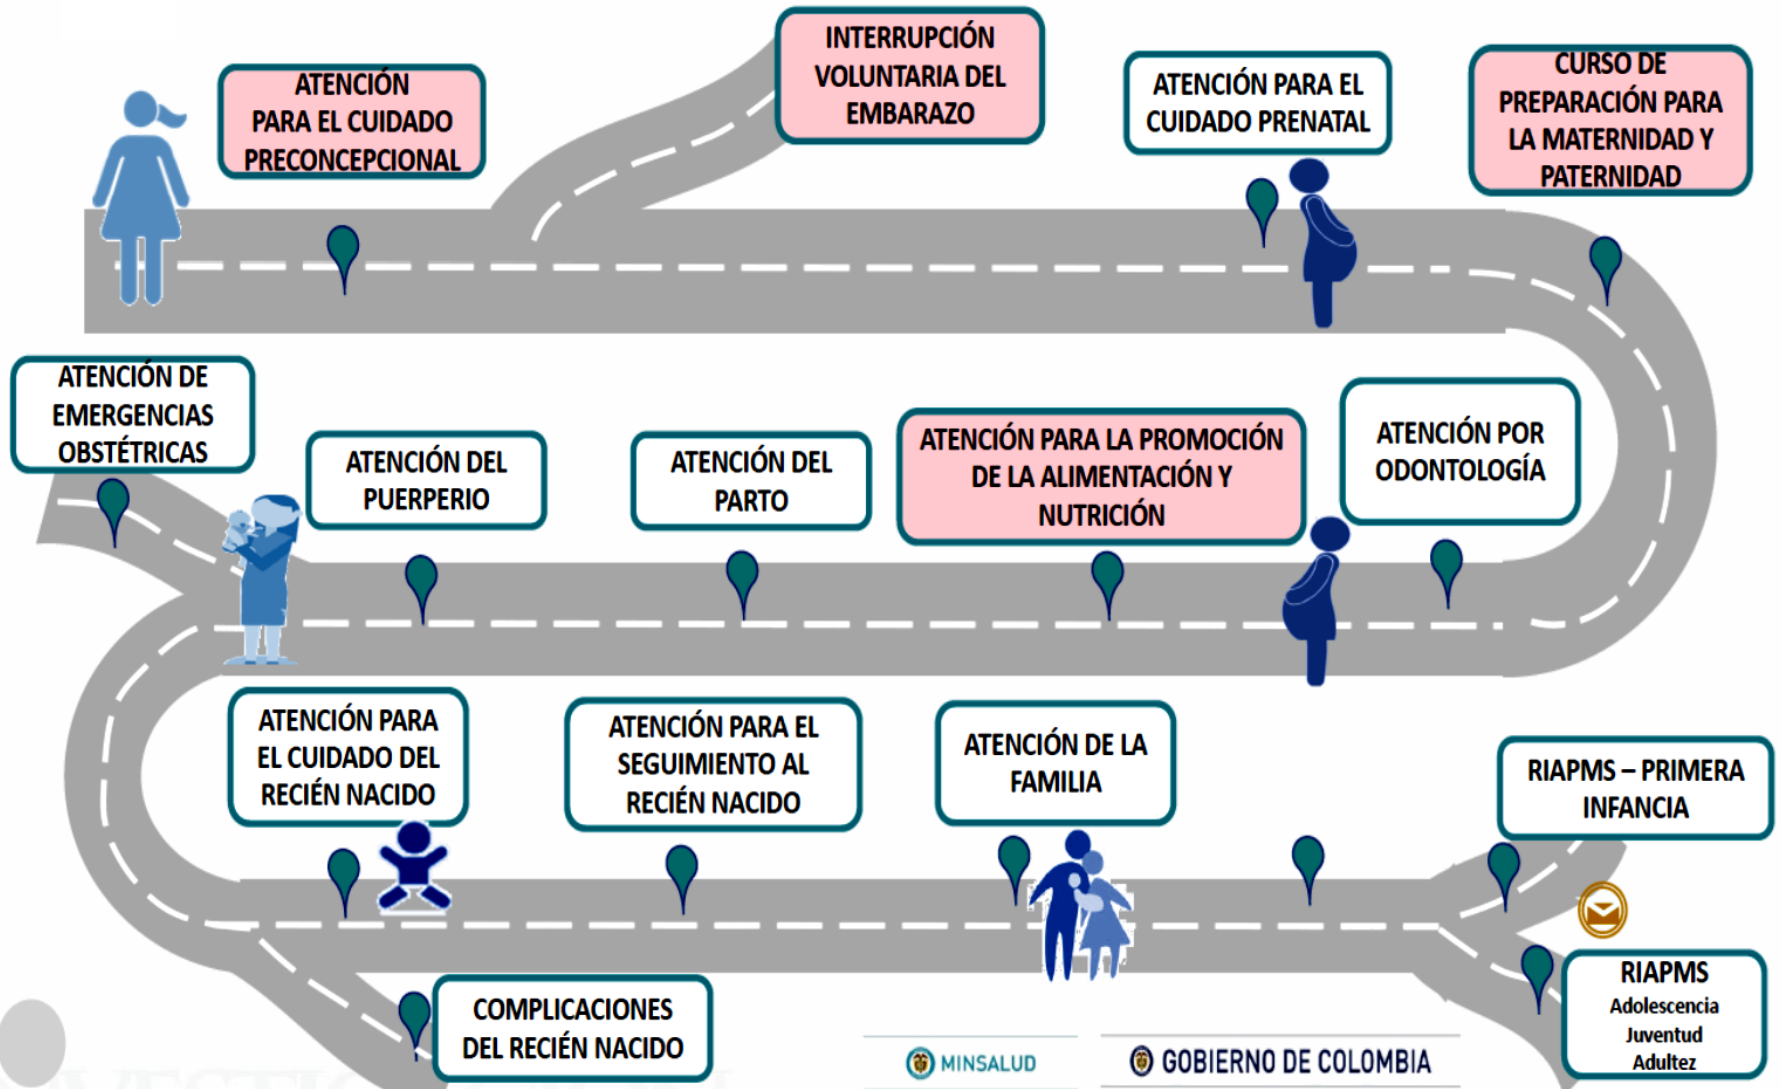 ATENCIÓN
PARA EL CUIDADO
PRECONCEPCIONAL
INTERRUPCIÓN
VOLUNTARIA DEL
EMBARAZO
ATENCIÓN PARA EL
CUIDADO PRENATAL
CURSO DE
PREPARACIÓN PARA
LA MATERNIDAD Y
PATERNIDAD
ATENCIÓN DE
EMERGENCIAS
OBSTÉTRICAS
ATENCIÓN DEL
PUERPERIO
ATENCIÓN DEL
PARTO
ATENCIÓN PARA LA PROMOCIÓN
DE LA ALIMENTACIÓN Y
NUTRICIÓN
ATENCIÓN POR
ODONTOLOGÍA
ATENCIÓN PARA
EL CUIDADO DEL
RECIÉN NACIDO
ATENCIÓN PARA EL
SEGUIMIENTO AL
RECIÉN NACIDO
ATENCIÓN DE LA
FAMILIA
RIAPMS – PRIMERA
INFANCIA
RIAPMS
Adolescencia
Juventud
Adultez
COMPLICACIONES
DEL RECIÉN NACIDO
MINSALUD
GOBIERNO DE COLOMBIA